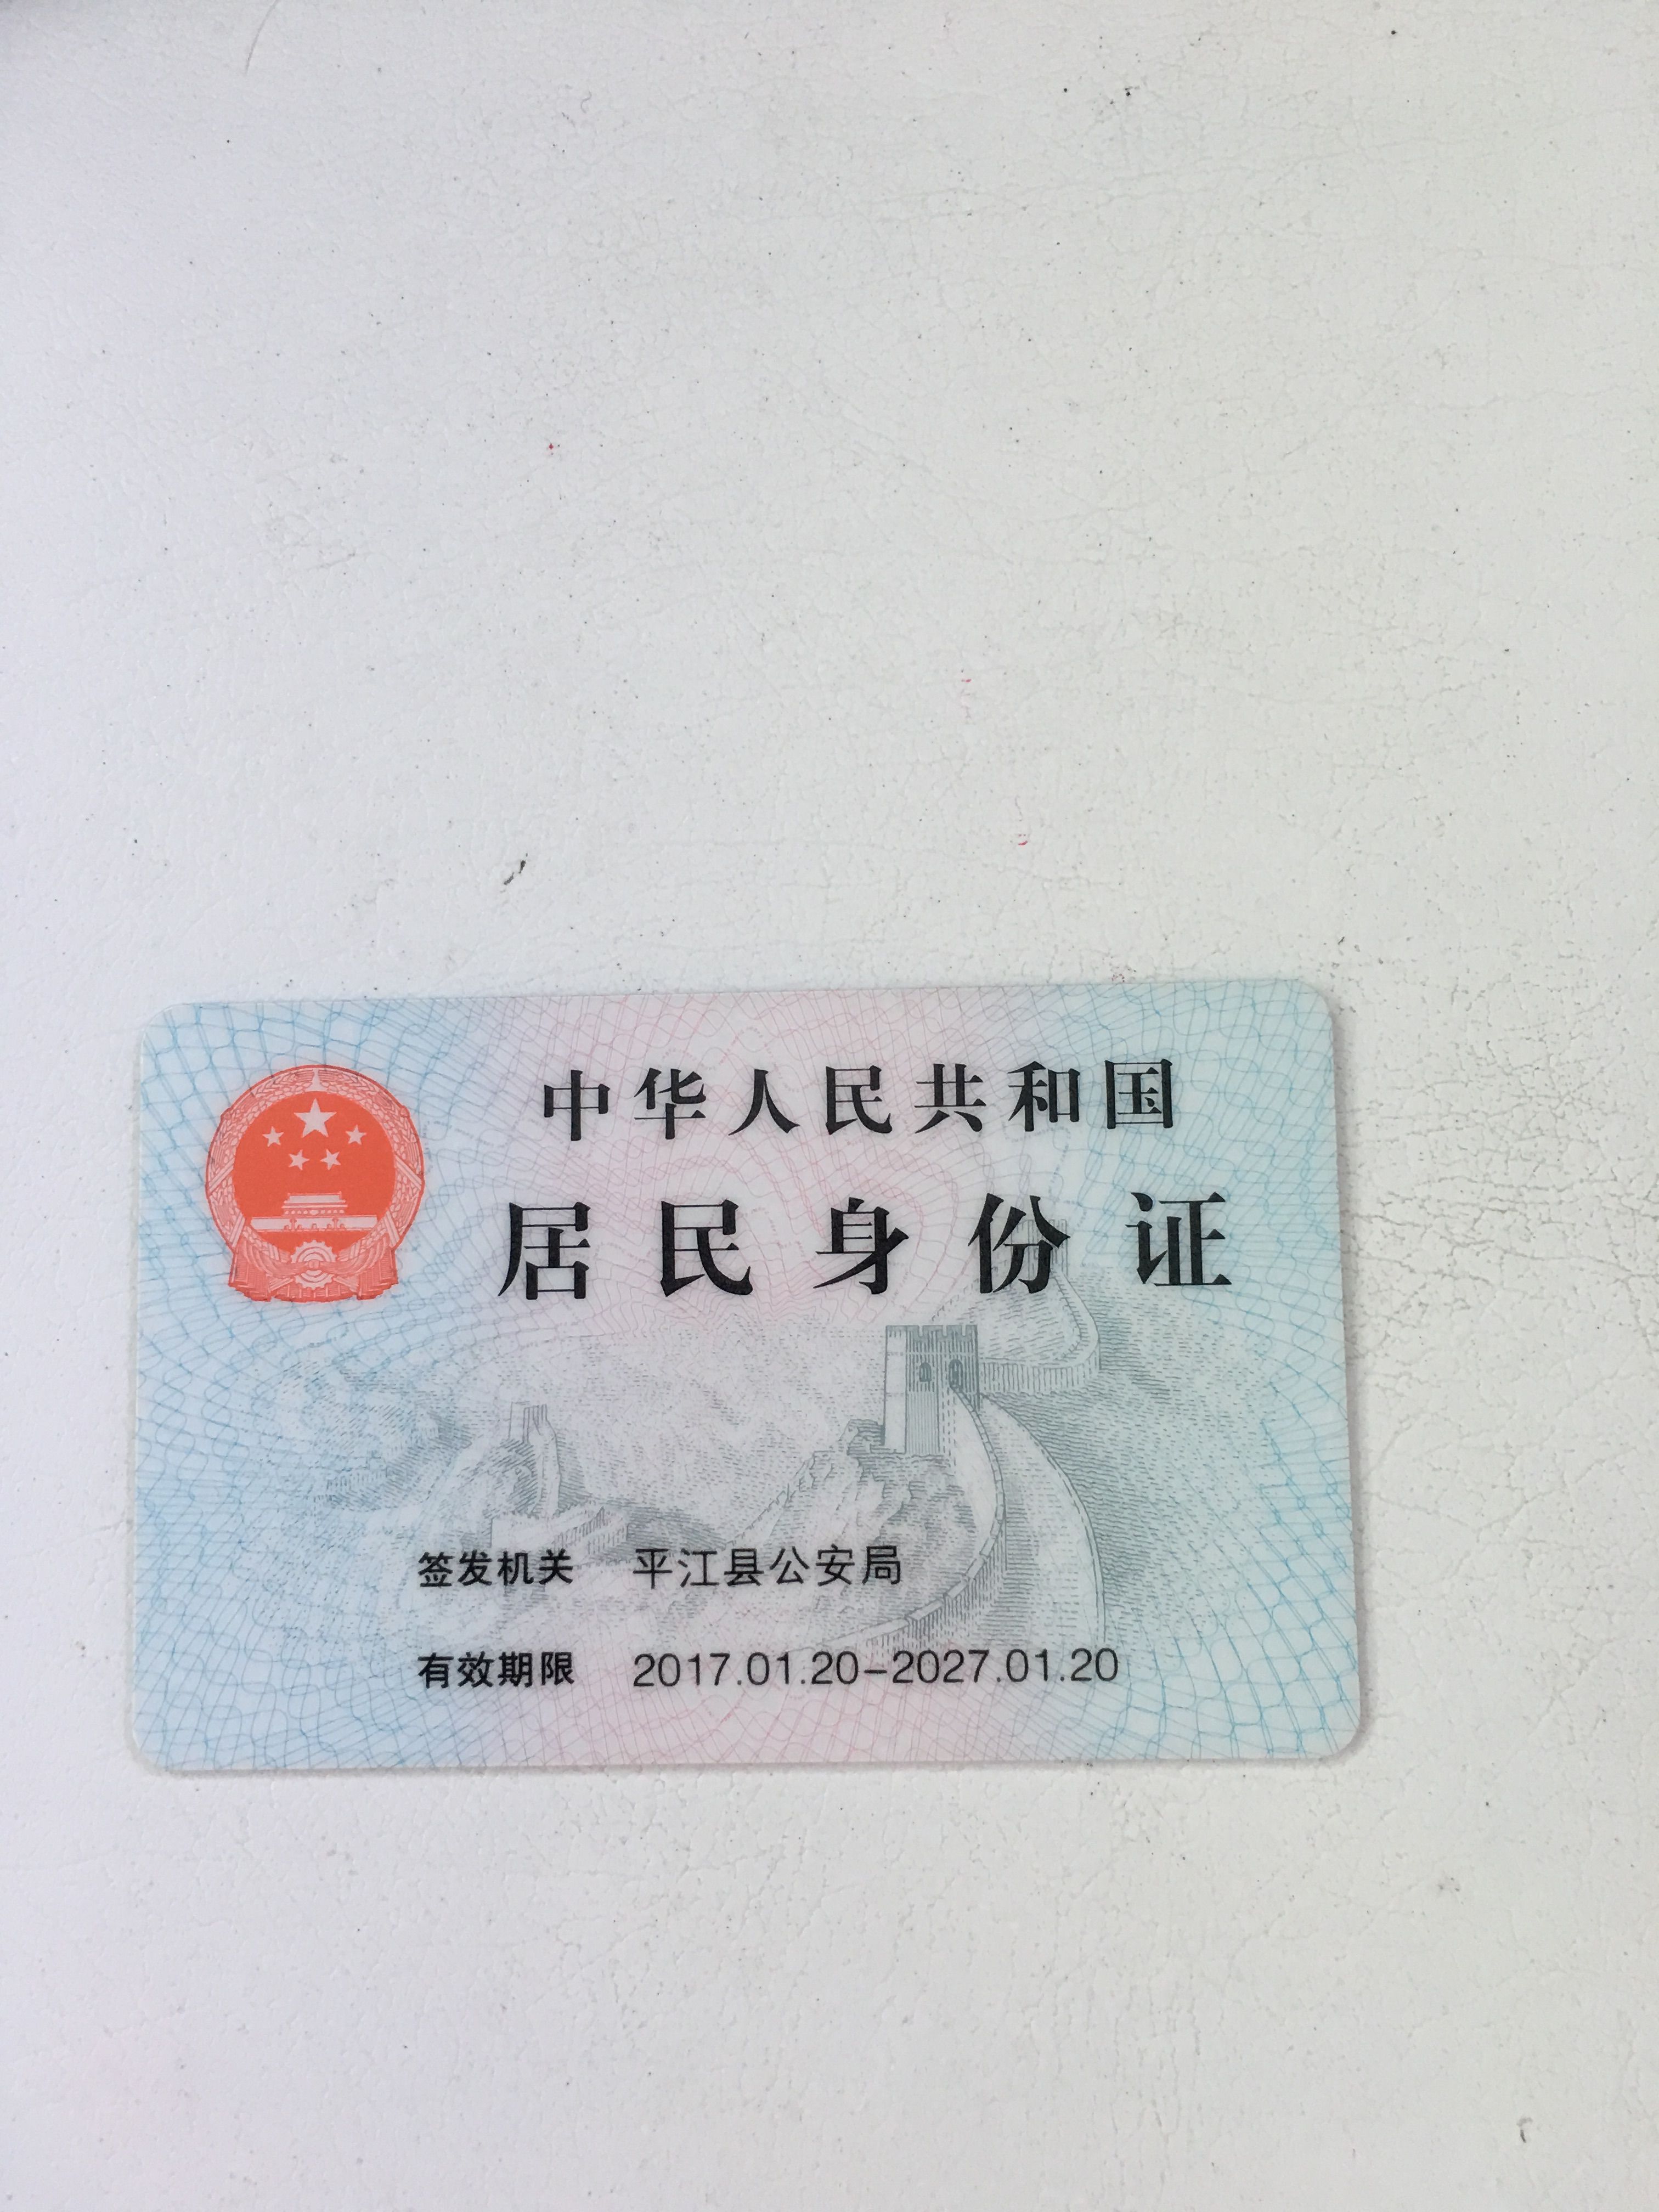 中华人民共和国
居民身份证
签发机关 平江县公安局
有效期限 2017.01.20-2027.01.20